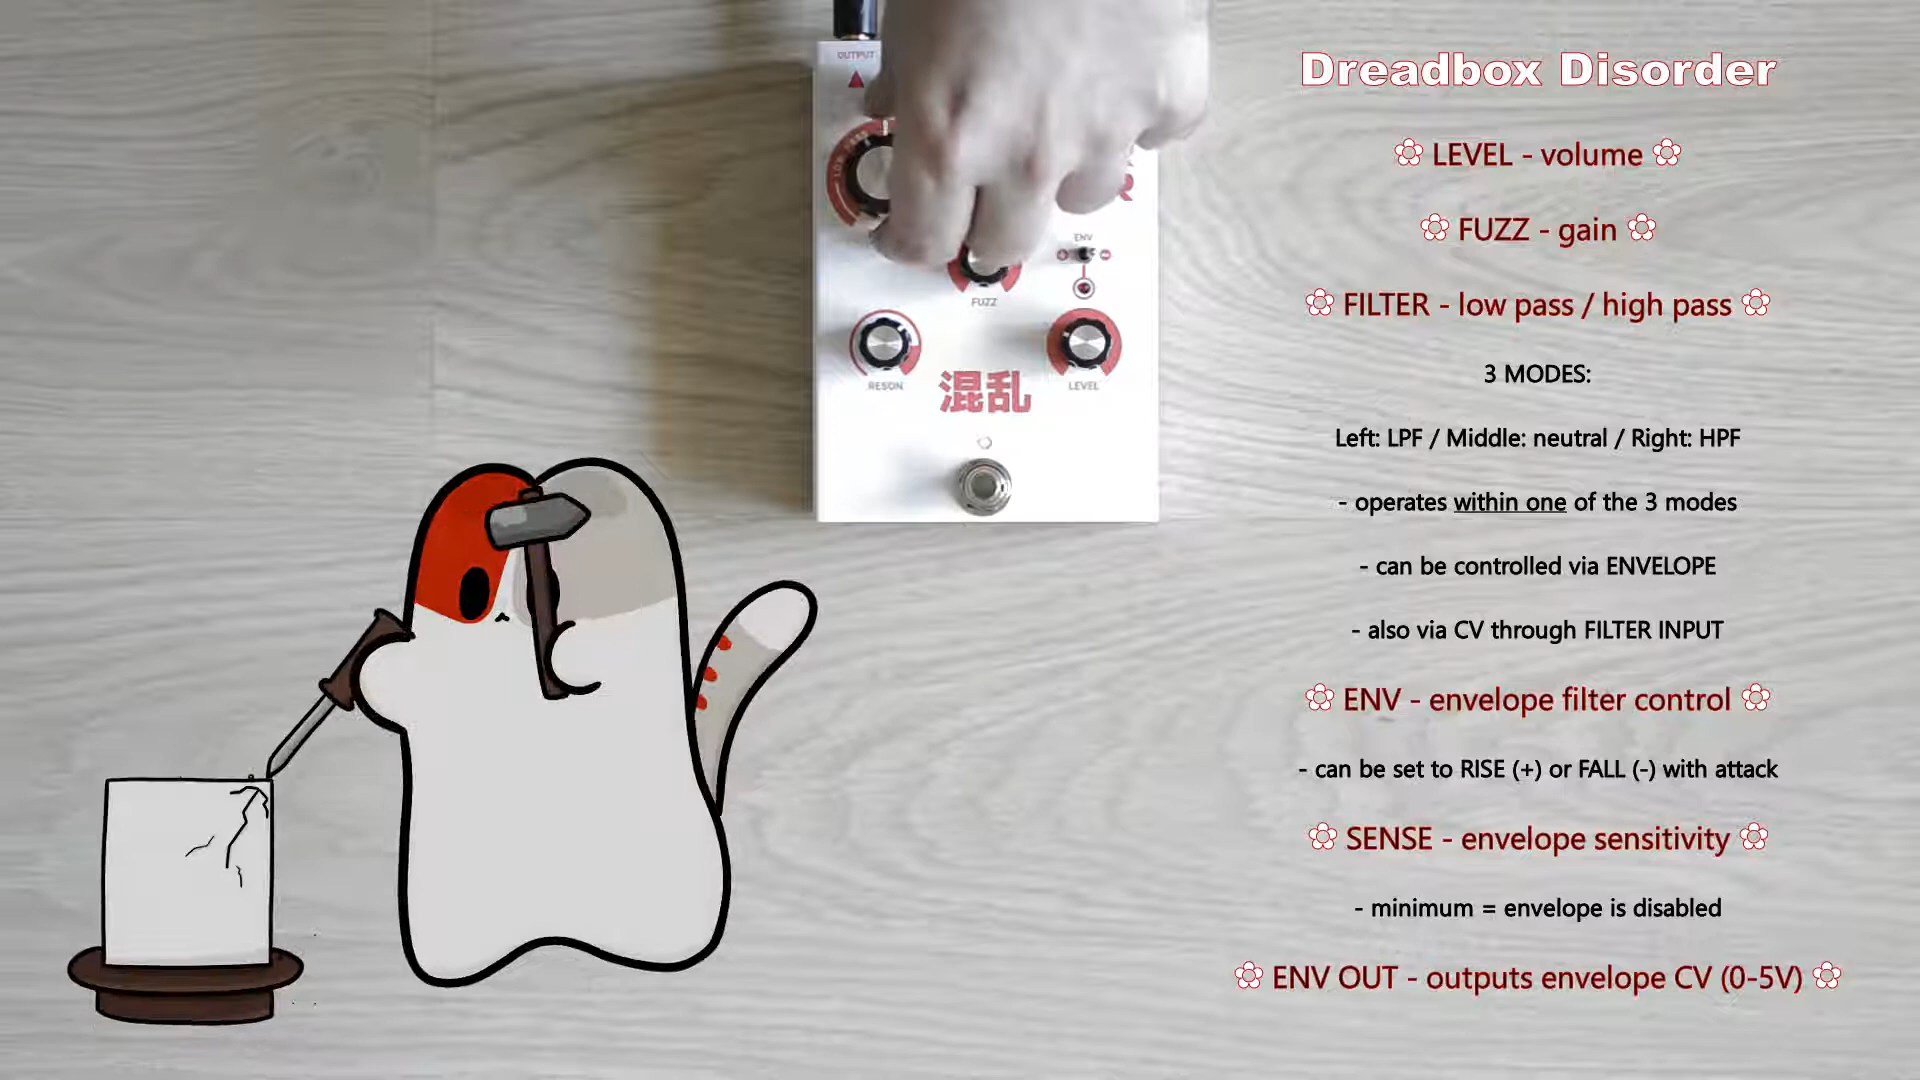 OUTPUT
LOW PASS
R
ENV
FUZZ
RESON
LEVEL
混乱
Dreadbox Disorder
LEVEL - volume
FUZZ - gain
FILTER - low pass / high pass
3 MODES:
Left: LPF / Middle: neutral / Right: HPF
- operates within one of the 3 modes
- can be controlled via ENVELOPE
- also via CV through FILTER INPUT
ENV - envelope filter control
- can be set to RISE (+) or FALL (-) with attack
SENSE - envelope sensitivity
- minimum = envelope is disabled
ENV OUT - outputs envelope CV (0-5V)